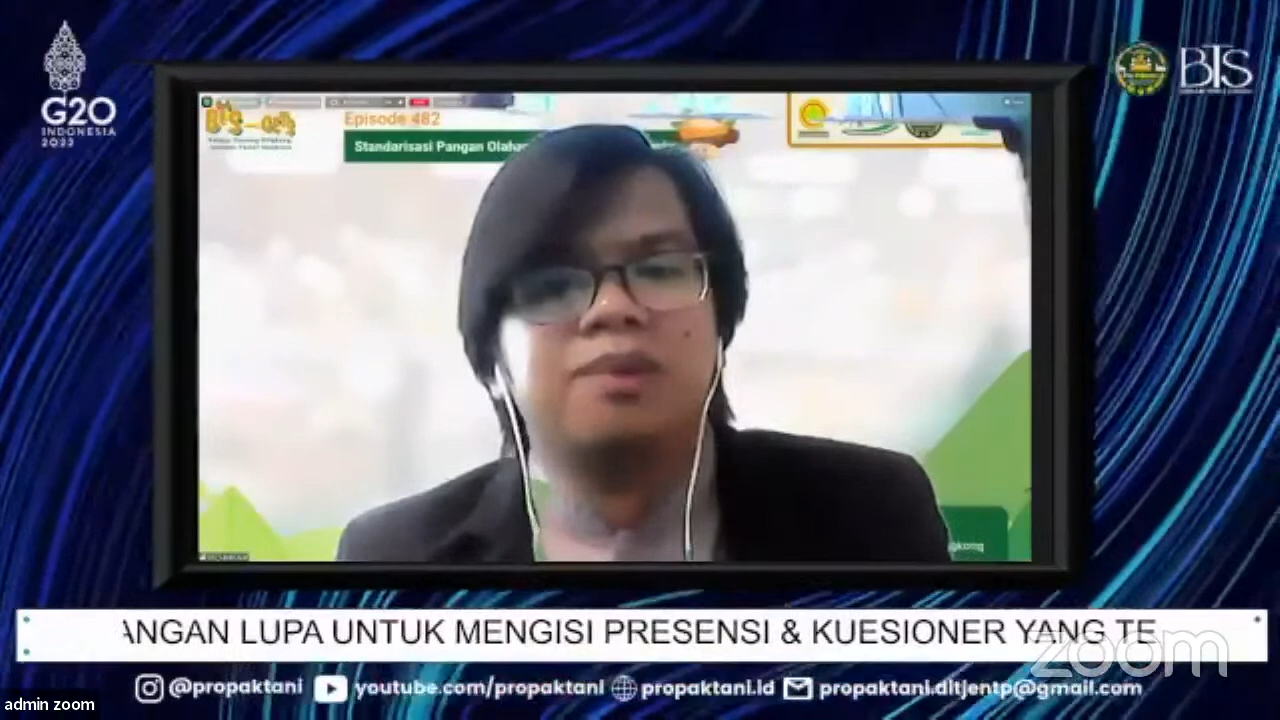 G20
INDONESIA
2022
BTS
Episode 482
Standarisasi Pangan
ANGAN LUPA UNTUK MENGISI PRESENSI & KUESIONER YANG TE
zoom
@propaktani
youtube.com/propaktani
propaktani.id
propaktani.ditjentp@gmail.com
admin zoom